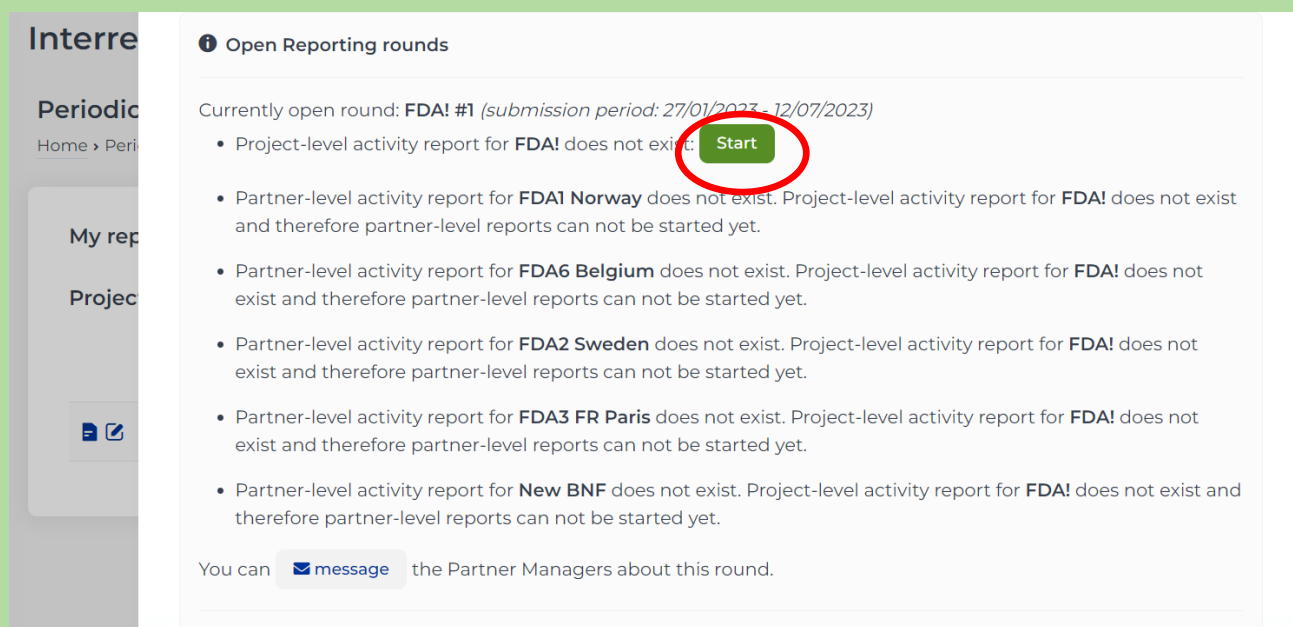 Interre
Periodic
Home › Peri
My rep
Projec
Open Reporting rounds
Currently open round: FDA! #1 (submission period: 27/01/2023 - 12/07/2023)
• Project-level activity report for FDA! does not exist: Start
• Partner-level activity report for FDA1 Norway does not exist. Project-level activity report for FDA! does not exist
and therefore partner-level reports can not be started yet.
• Partner-level activity report for FDA6 Belgium does not exist. Project-level activity report for FDA! does not
exist and therefore partner-level reports can not be started yet.
• Partner-level activity report for FDA2 Sweden does not exist. Project-level activity report for FDA! does not
exist and therefore partner-level reports can not be started yet.
• Partner-level activity report for FDA3 FR Paris does not exist. Project-level activity report for FDA! does not
exist and therefore partner-level reports can not be started yet.
• Partner-level activity report for New BNF does not exist. Project-level activity report for FDA! does not exist and
therefore partner-level reports can not be started yet.
You can message the Partner Managers about this round.